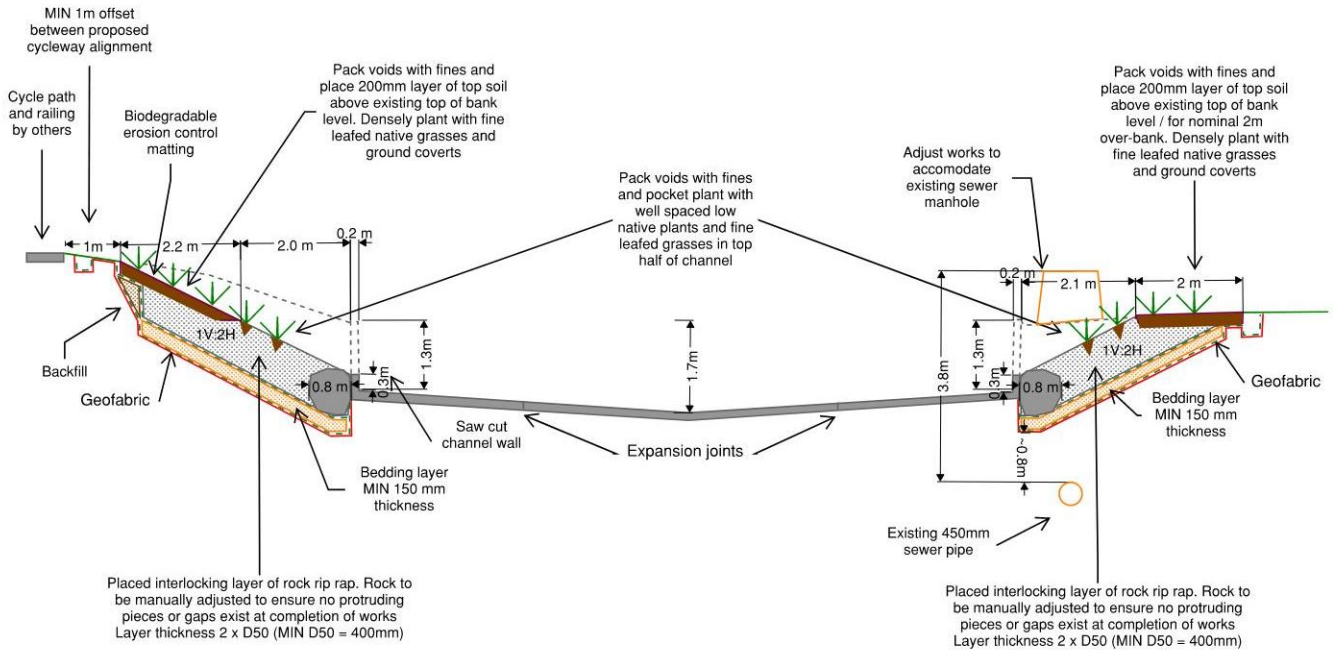 MIN 1m offset
between proposed
cycleway alignment
Cycle path
and railing
by others
Biodegradable
erosion control
matting
Pack voids with fines and
place 200mm layer of top soil
above existing top of bank
level. Densely plant with fine
leafed native grasses and
ground coverts
Pack voids with fines
and pocket plant with
well spaced low
native plants and fine
leafed grasses in top
half of channel
Adjust works to
accomodate
existing sewer
manhole
Pack voids with fines and
place 200mm layer of top soil
above existing top of bank
level / for nominal 2m
over-bank. Densely plant with
fine leafed native grasses
and ground coverts
1m
2.2 m
2.0 m
0.2 m
1V:2H
0.8 m
0.3m
1.3m
1.7m
3.8m
0.2 m
2.1 m
2 m
1.3m
0.3m
0.8 m
1V:2H
~0.8m
Backfill
Geofabric
Saw cut
channel wall
Bedding layer
MIN 150 mm
thickness
Expansion joints
Geofabric
Bedding layer
MIN 150 mm
thickness
Existing 450mm
sewer pipe
Placed interlocking layer of rock rip rap. Rock to
be manually adjusted to ensure no protruding
pieces or gaps exist at completion of works
Layer thickness 2 x D50 (MIN D50 = 400mm)
Placed interlocking layer of rock rip rap. Rock to
be manually adjusted to ensure no protruding
pieces or gaps exist at completion of works
Layer thickness 2 x D50 (MIN D50 = 400mm)